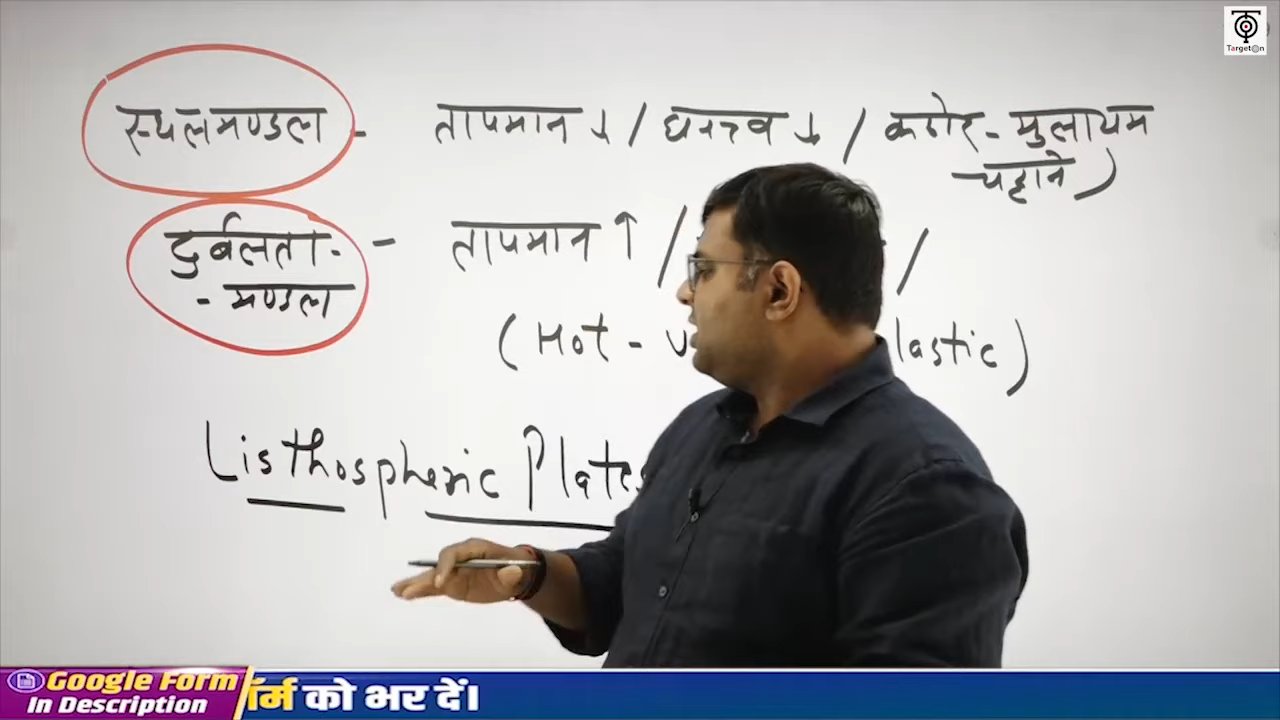 TargetOn
स्थलमण्डल - तापमान ↓ / घनत्व ↓ / कठोर - मुलायम
चट्टाने)
दुर्बलता - - तापमान ↑ / /
- मण्डल
(Hot - lastic)
Listhospheric Plates
Google Form
In Description
र्म को भर दें।